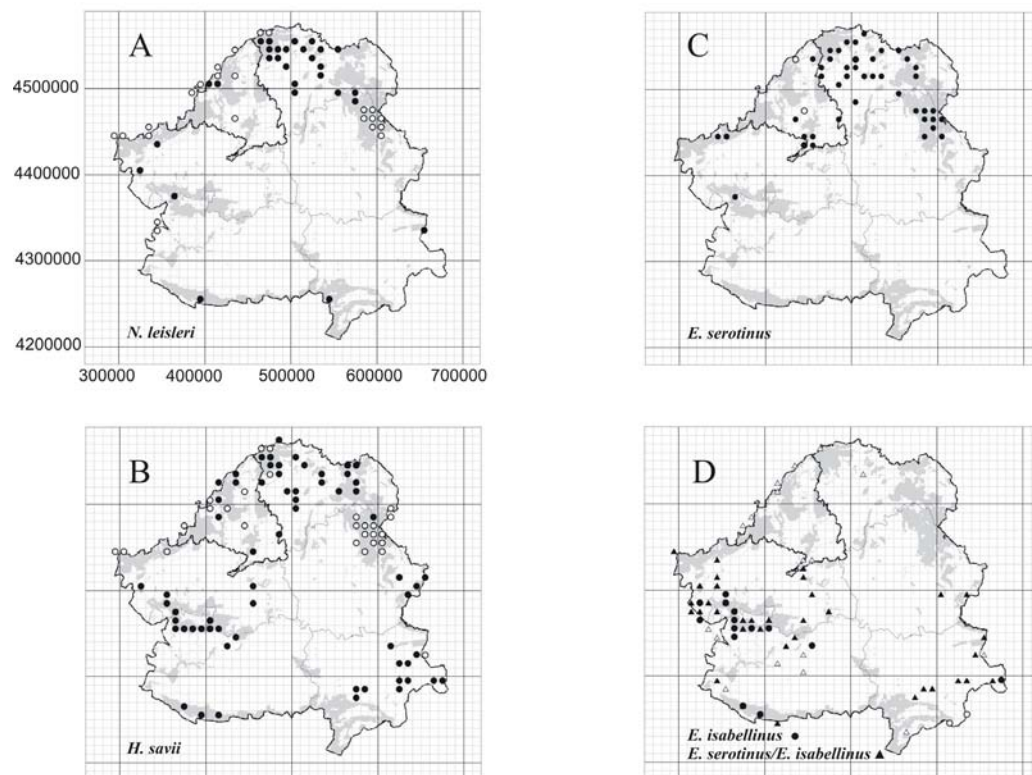 A
C
4500000
4400000
4300000
4200000
N. leisleri
E. serotinus
300000 400000 500000 600000 700000
B
D
H. savii
E. isabellinus
E. serotinus/E. isabellinus